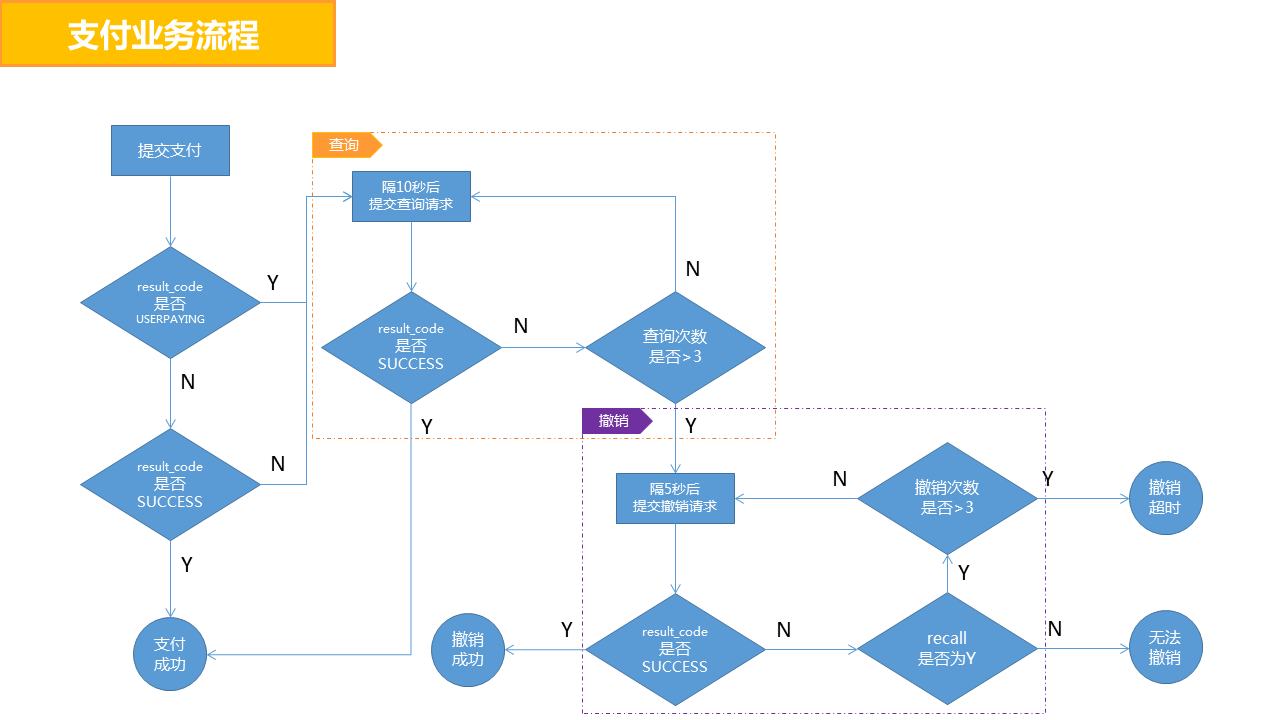 支付业务流程
提交支付
查询
隔10秒后
提交查询请求
Y
N
result_code
是否
USERPAYING
result_code
是否
SUCCESS
N
查询次数
是否>3
N
Y
Y
撤销
result_code
是否
SUCCESS
N
Y
隔5秒后
提交撤销请求
N
撤销次数
是否>3
Y
撤销
超时
Y
支付
成功
撤销
成功
Y
result_code
是否
SUCCESS
N
recall
是否为Y
N
无法
撤销